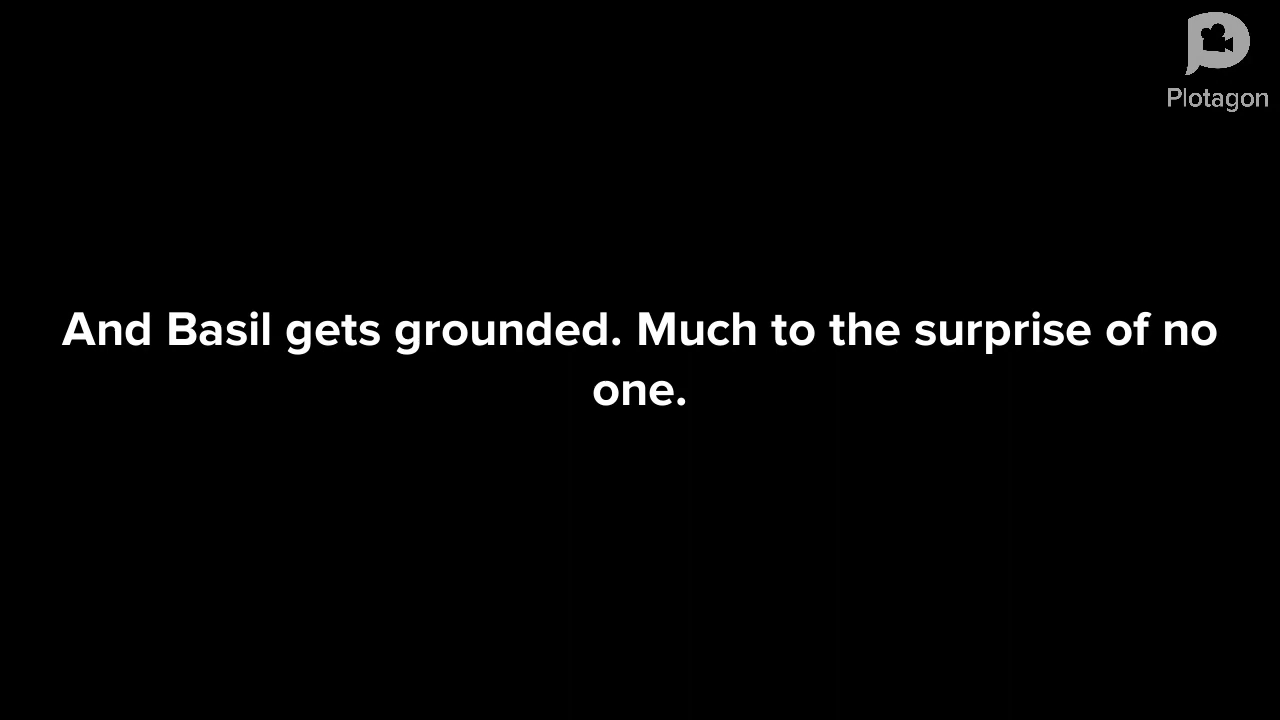 Plotagon
And Basil gets grounded. Much to the surprise of no
one.